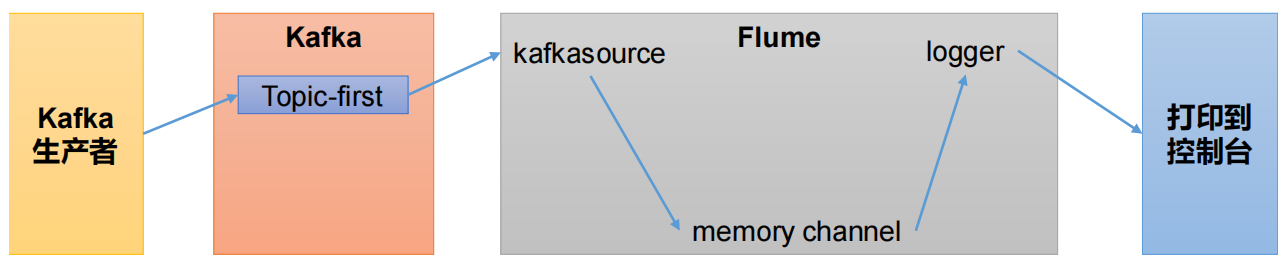 Kafka
生产者
Kafka
Topic-first
Flume
kafkasource
memory channel
logger
打印到
控制台